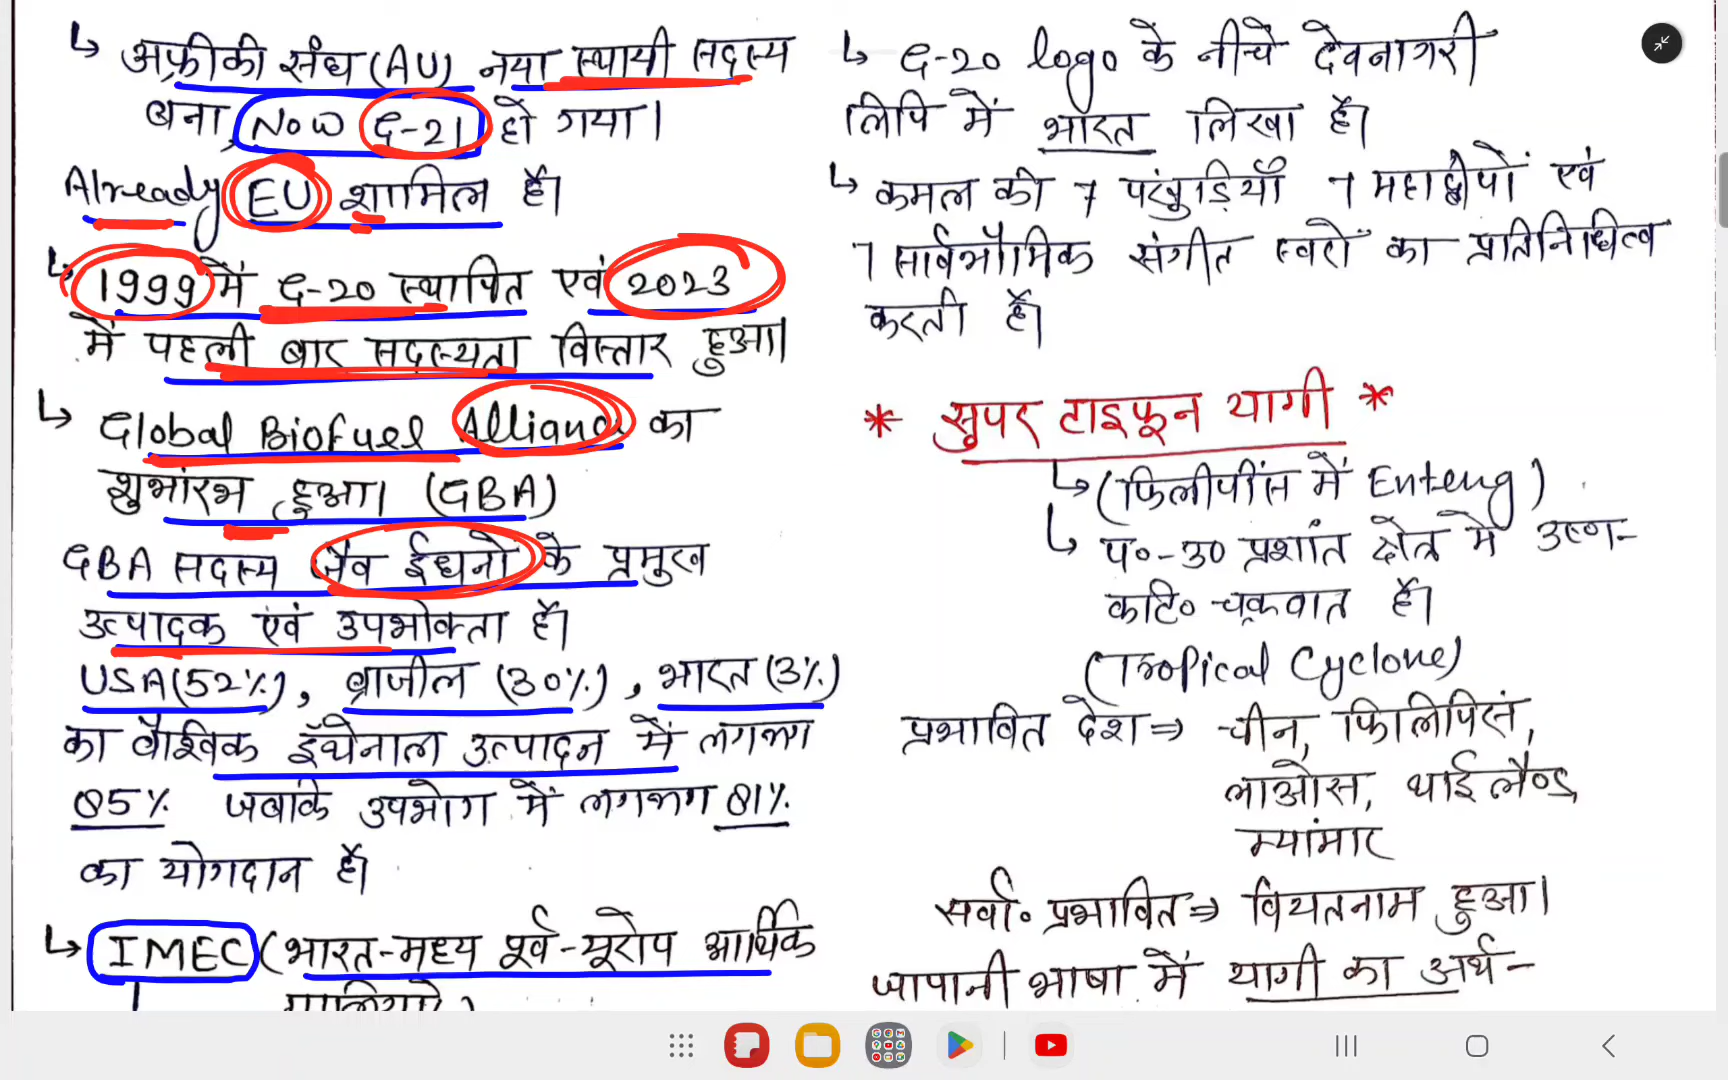 ↳ अफ्रीकी संघ (AU) नया स्थायी सदस्य
बना, Now G-21 हो गया।
Already EU शामिल है।
↳ 1999 में G-20 स्थापित एवं 2023
में पहली बार सदस्यता विस्तार हुआ।
↳ Global BioFuel Alliance का
शुभारंभ हुआ। (GBA)
GBA सदस्य जैव ईंधनो के प्रमुख
उत्पादक एवं उपभोक्ता है।
USA(52%), ब्राजील (30%), भारत (3%)
का वैश्विक इथेनाल उत्पादन में लगभग
85% जबकि उपभोग में लगभग 81%
का योगदान है।
↳ IMEC (भारत-मध्य पूर्व-यूरोप आर्थिक
↳ G-20 logo के नीचे देवनागरी
लिपि में भारत लिखा है।
↳ कमल की 7 पंखुड़ियाँ 7 महाद्वीपों एवं
7 सार्वभौमिक संगीत स्वरों का प्रतिनिधित्व
करती है।
* सुपर टाइफून यागी *
↳ (फिलीपींस में Enteng)
↳ प०-उ० प्रशांत क्षेत्र मे उष्ण-
कटि० चक्रवात है।
(Tropical Cyclone)
प्रभावित देश ⇒ चीन, फिलिपिंस,
लाओस, थाईलैण्ड,
म्यांमार
सर्वा० प्रभावित ⇒ वियतनाम हुआ।
जापानी भाषा में यागी का अर्थ -